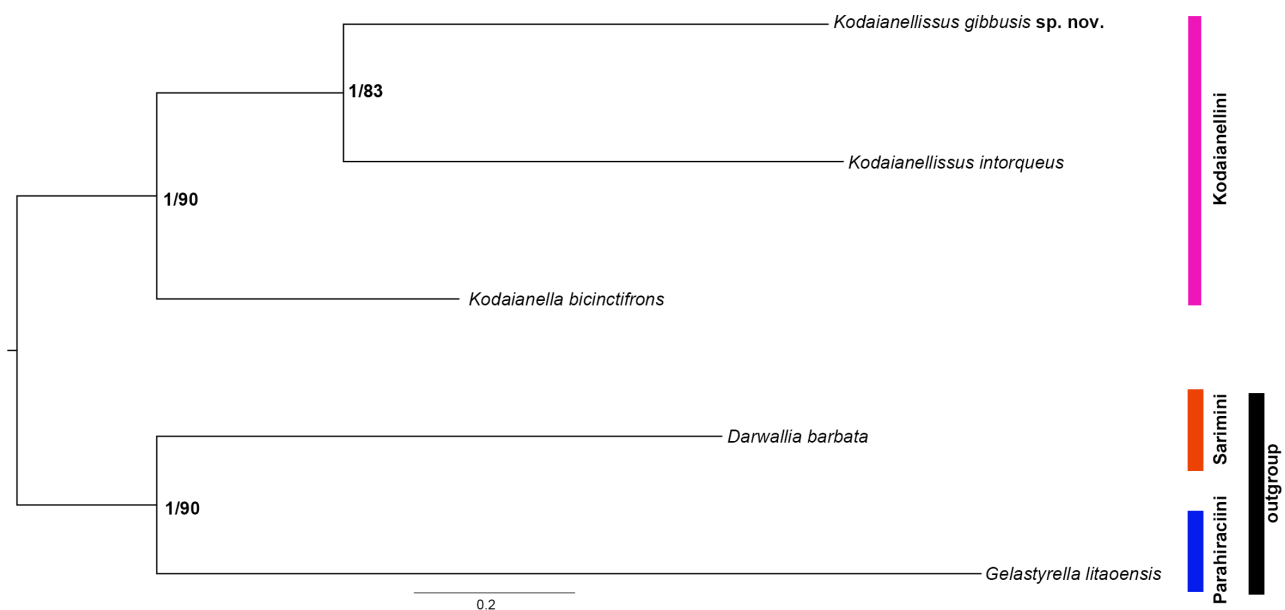 Kodaianellissus gibbusis sp. nov.
1/83
Kodaianellissus intorqueus
Kodaianellini
1/90
Kodaianella bicinctifrons
Darwallia barbata
Sarimini
outgroup
1/90
Parahiraciini
Gelastyrella litaoensis
0.2